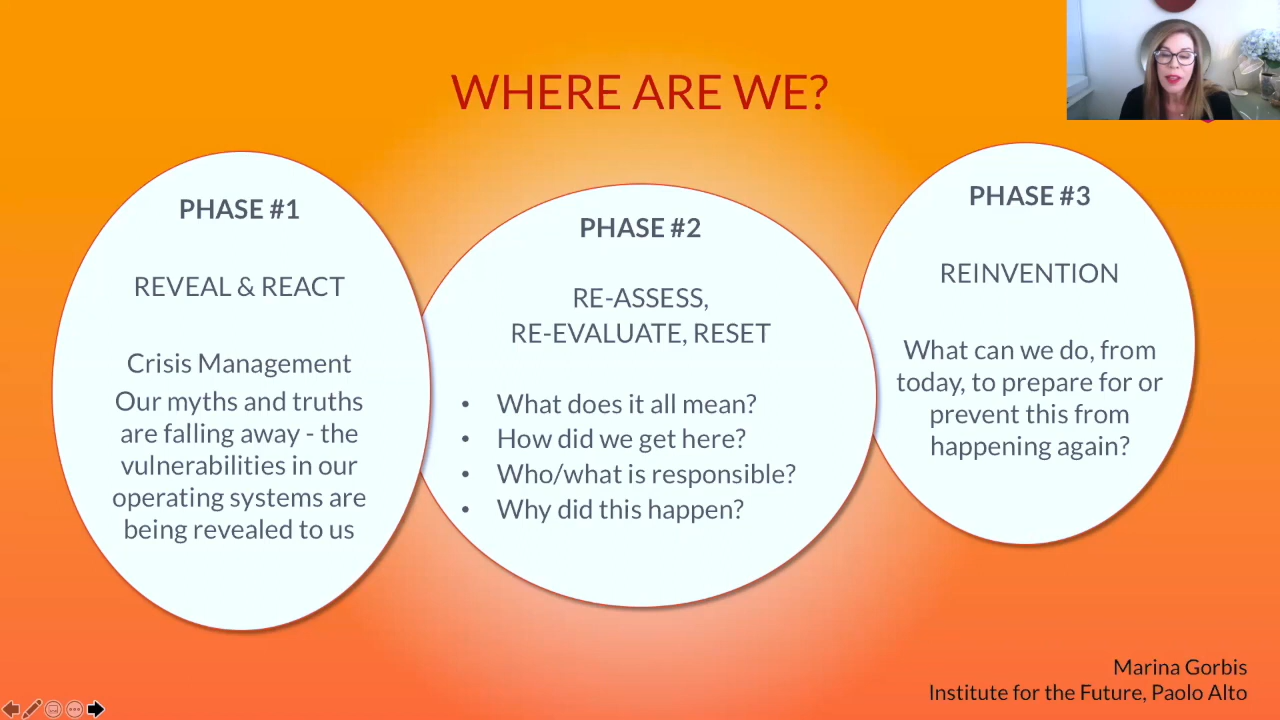 WHERE ARE WE?
PHASE #1
REVEAL & REACT
Crisis Management
Our myths and truths
are falling away - the
vulnerabilities in our
operating systems are
being revealed to us
PHASE #2
RE-ASSESS,
RE-EVALUATE, RESET
• What does it all mean?
• How did we get here?
• Who/what is responsible?
• Why did this happen?
PHASE #3
REINVENTION
What can we do, from
today, to prepare for or
prevent this from
happening again?
Marina Gorbis
Institute for the Future, Paolo Alto